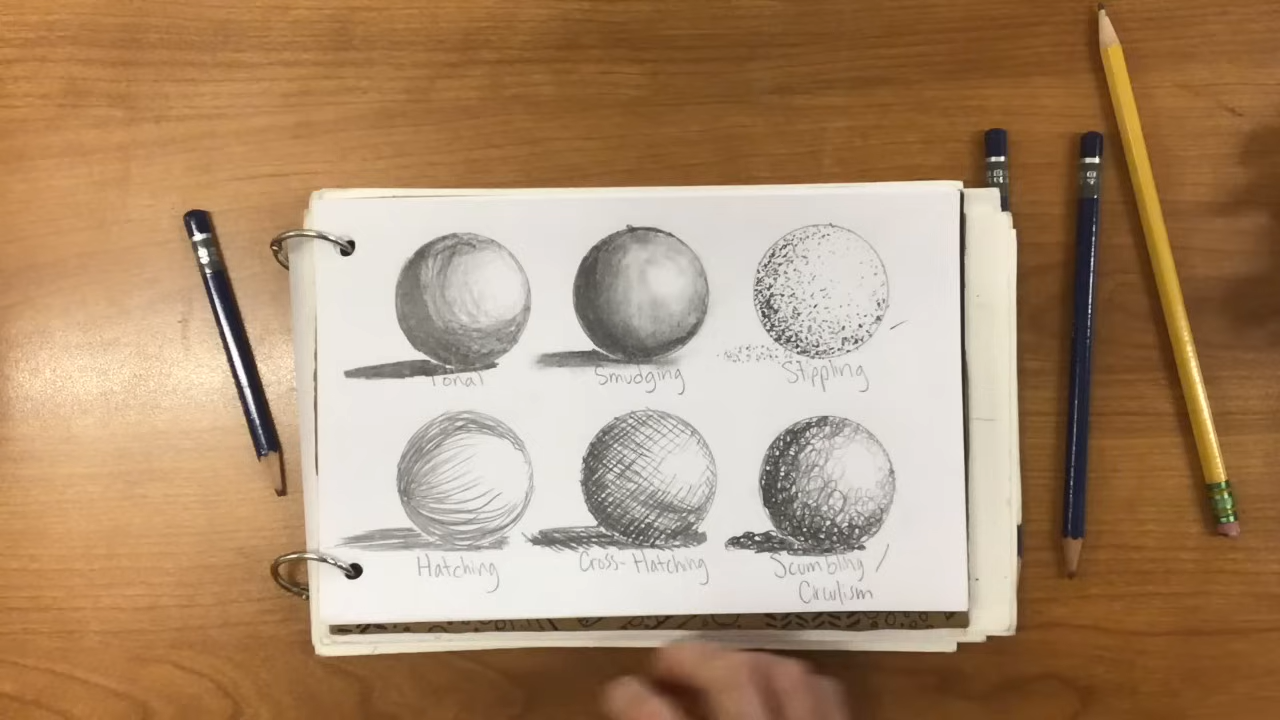 Tonal
Smudging
Stippling
Hatching
Cross-Hatching
Scumbling /
Circulism